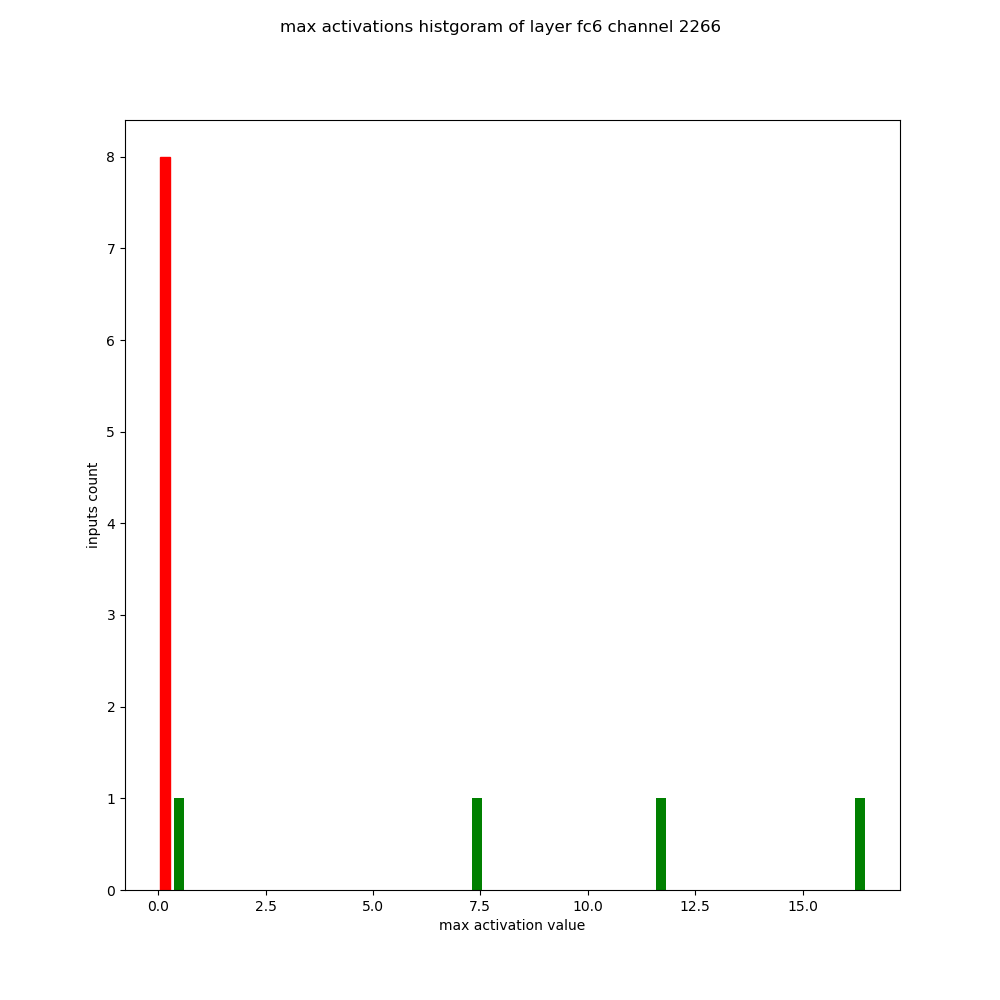 max activations histgoram of layer fc6 channel 2266
8
7
6
5
4
3
2
1
0
inputs count
0.0 2.5 5.0 7.5 10.0 12.5 15.0
max activation value